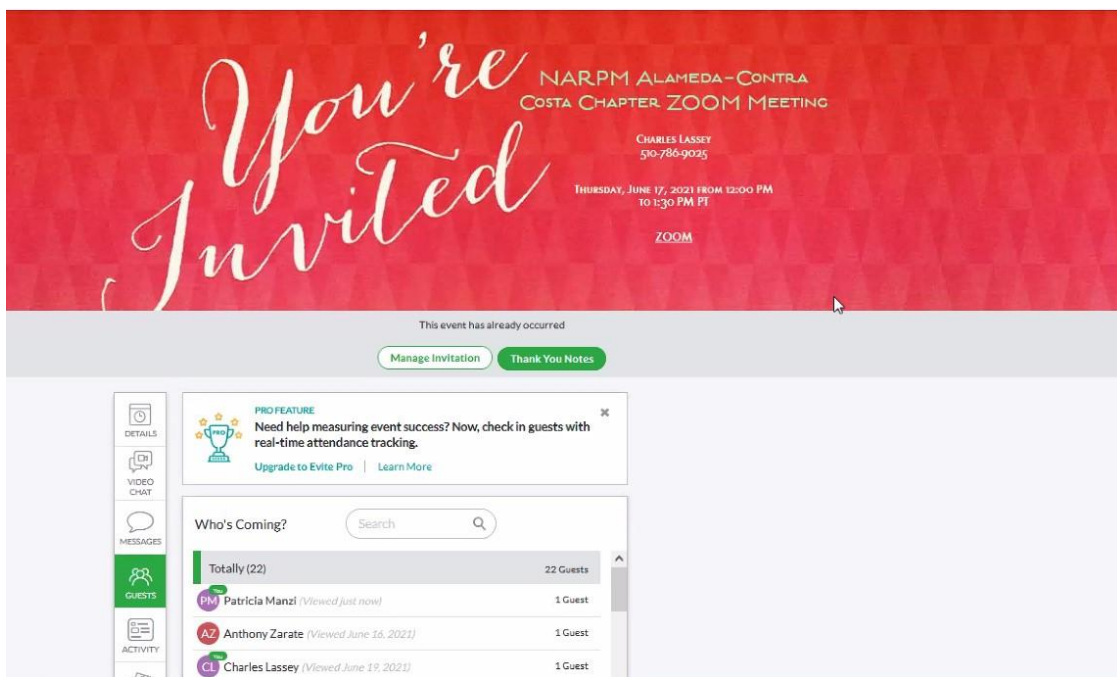 You're
Invited
NARPM Alameda-Contra
Costa Chapter ZOOM Meeting
Charles Lassey
510-786-9025
Thursday, June 17, 2021 from 12:00 PM
to 1:30 PM PT
ZOOM
This event has already occurred
Manage Invitation
Thank You Notes
DETAILS
VIDEO
CHAT
MESSAGES
GUESTS
ACTIVITY
PRO
PRO FEATURE
Need help measuring event success? Now, check in guests with
real-time attendance tracking.
Upgrade to Evite Pro | Learn More
Who's Coming?
Search
Totally (22) 22 Guests
PM You Patricia Manzi (Viewed just now) 1 Guest
AZ Anthony Zarate (Viewed June 16, 2021) 1 Guest
CL You Charles Lassey (Viewed June 19, 2021) 1 Guest